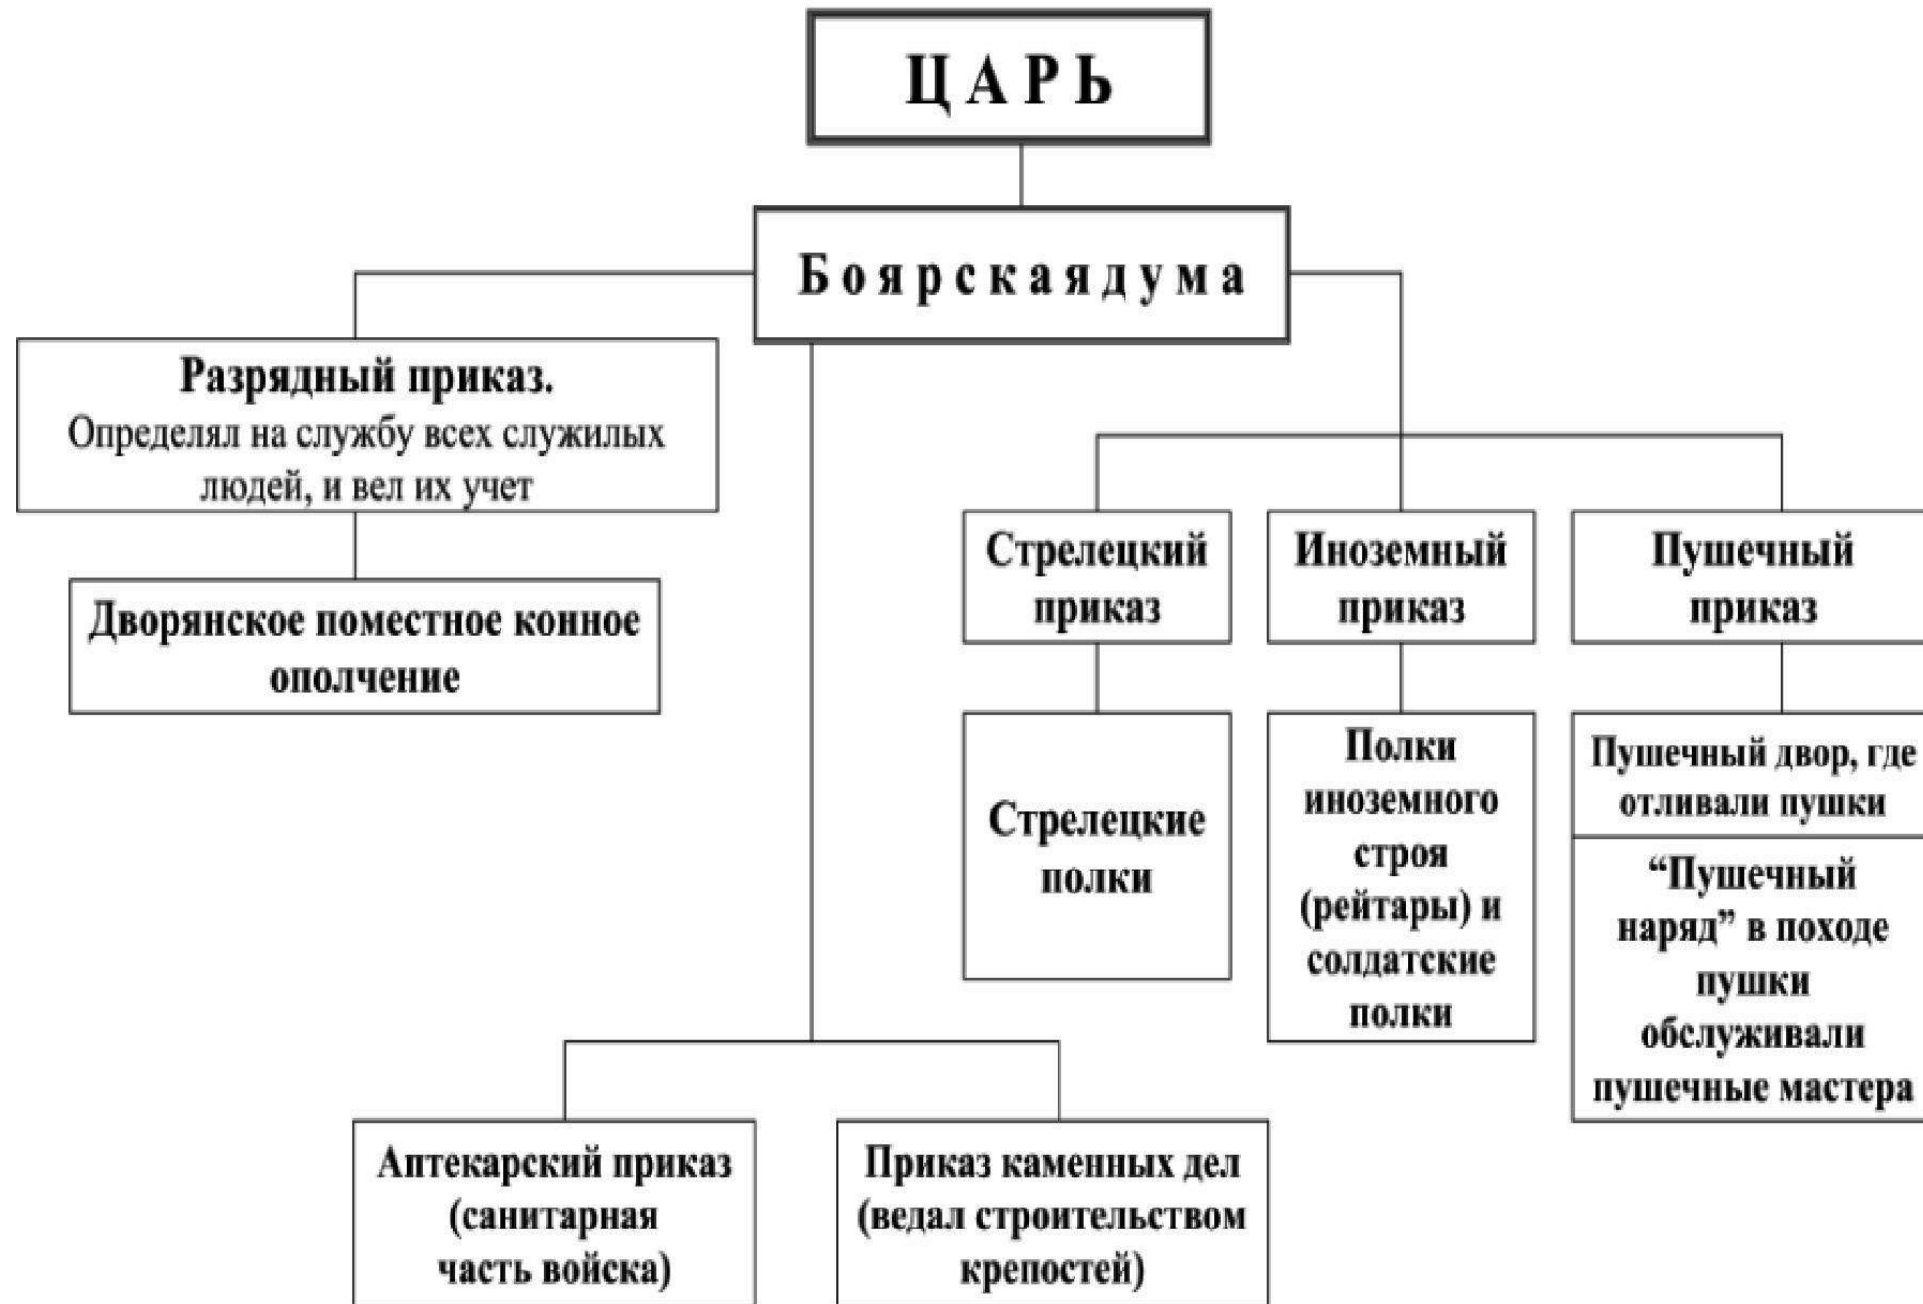 ЦАРЬ
Боярскаядума
Разрядный приказ.
Определял на службу всех служилых
людей, и вел их учет
Дворянское поместное конное
ополчение
Стрелецкий
приказ
Иноземный
приказ
Пушечный
приказ
Стрелецкие
полки
Полки
иноземного
строя
(рейтары) и
солдатские
полки
Пушечный двор, где
отливали пушки
“Пушечный
наряд” в походе
пушки
обслуживали
пушечные мастера
Аптекарский приказ
(санитарная
часть войска)
Приказ каменных дел
(ведал строительством
крепостей)